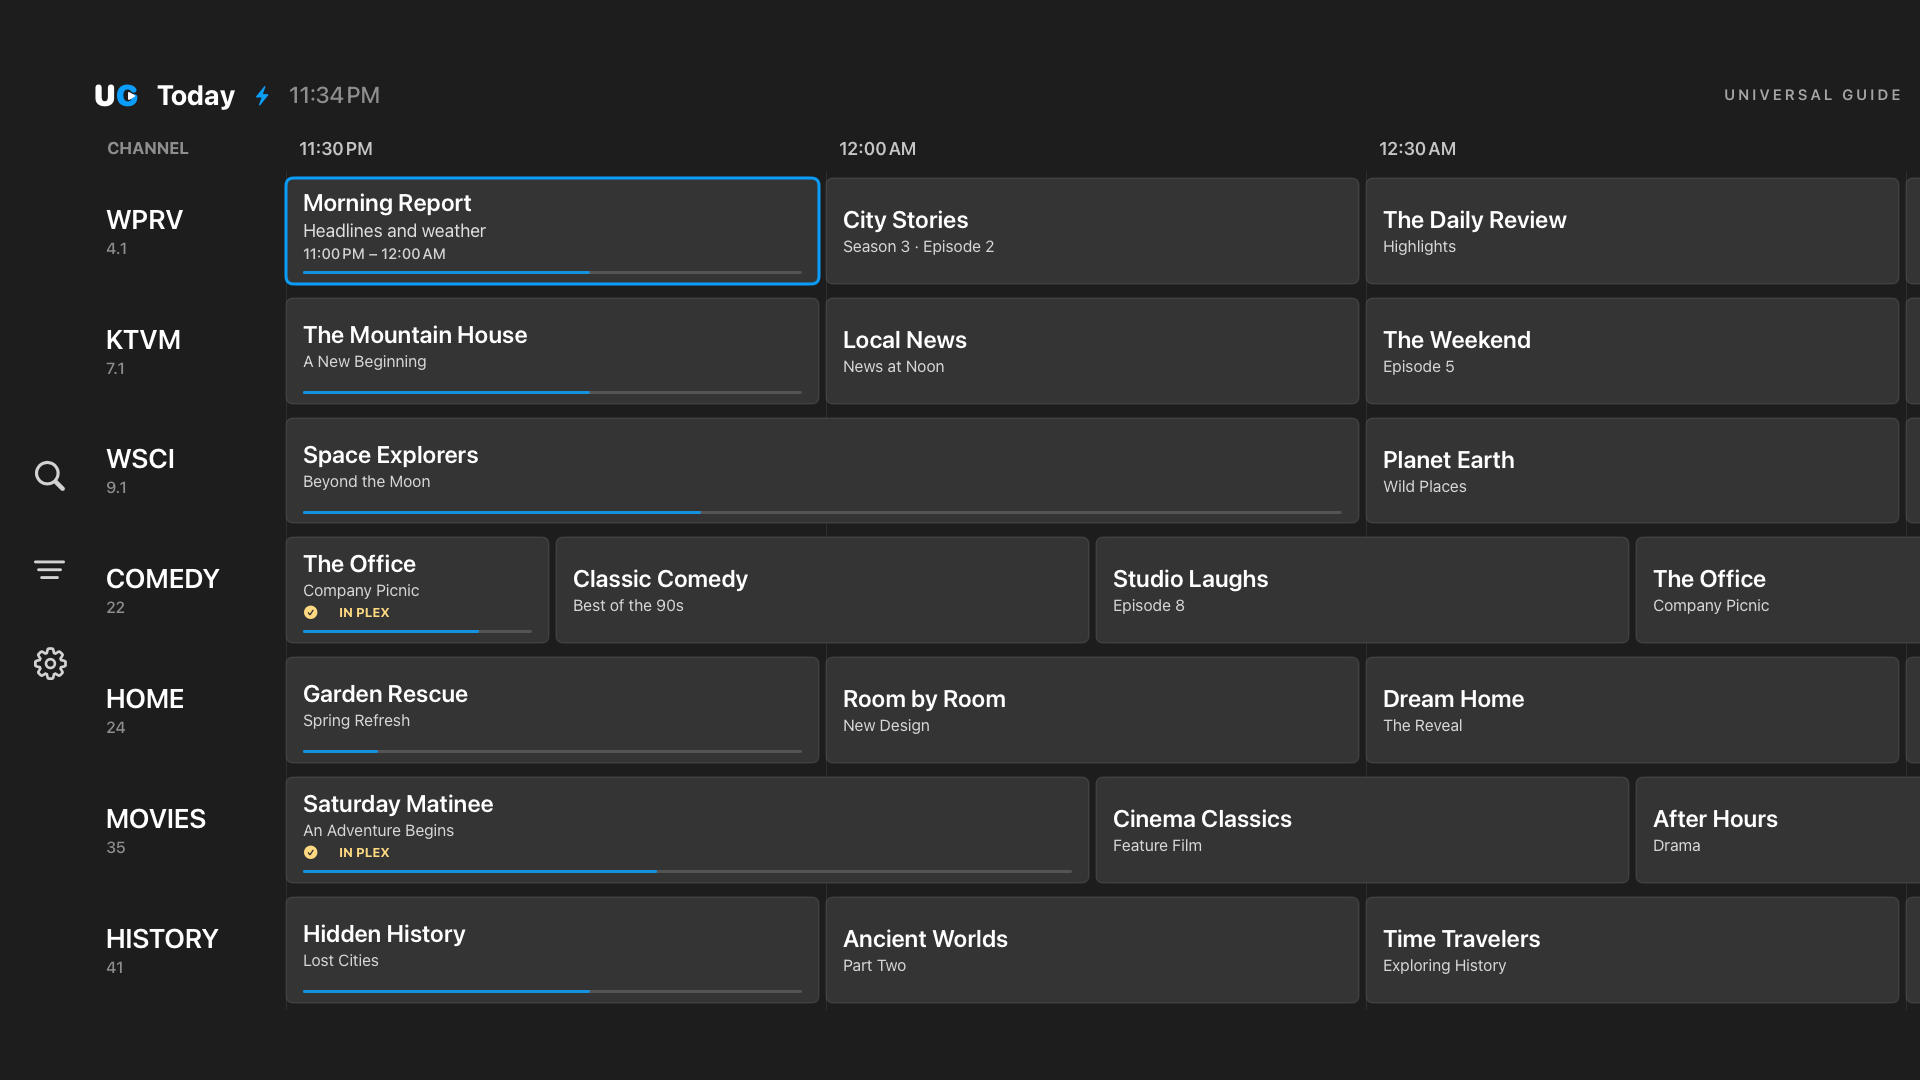 UG Today 11:34 PM
UNIVERSAL GUIDE
CHANNEL 11:30 PM 12:00 AM 12:30 AM
WPRV
4.1
Morning Report
Headlines and weather
11:00 PM – 12:00 AM
City Stories
Season 3 · Episode 2
The Daily Review
Highlights
KTVM
7.1
The Mountain House
A New Beginning
Local News
News at Noon
The Weekend
Episode 5
WSCI
9.1
Space Explorers
Beyond the Moon
Planet Earth
Wild Places
COMEDY
22
The Office
Company Picnic
IN PLEX
Classic Comedy
Best of the 90s
Studio Laughs
Episode 8
The Office
Company Picnic
HOME
24
Garden Rescue
Spring Refresh
Room by Room
New Design
Dream Home
The Reveal
MOVIES
35
Saturday Matinee
An Adventure Begins
IN PLEX
Cinema Classics
Feature Film
After Hours
Drama
HISTORY
41
Hidden History
Lost Cities
Ancient Worlds
Part Two
Time Travelers
Exploring History